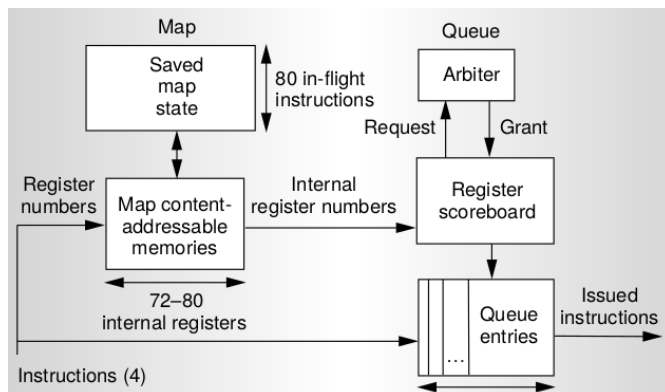 Map
Queue
Saved
map
state
80 in-flight
instructions
Arbiter
Request
Grant
Register
numbers
Map content-
addressable
memories
Internal
register numbers
Register
scoreboard
72–80
internal registers
Queue
entries
...
Issued
instructions
Instructions (4)